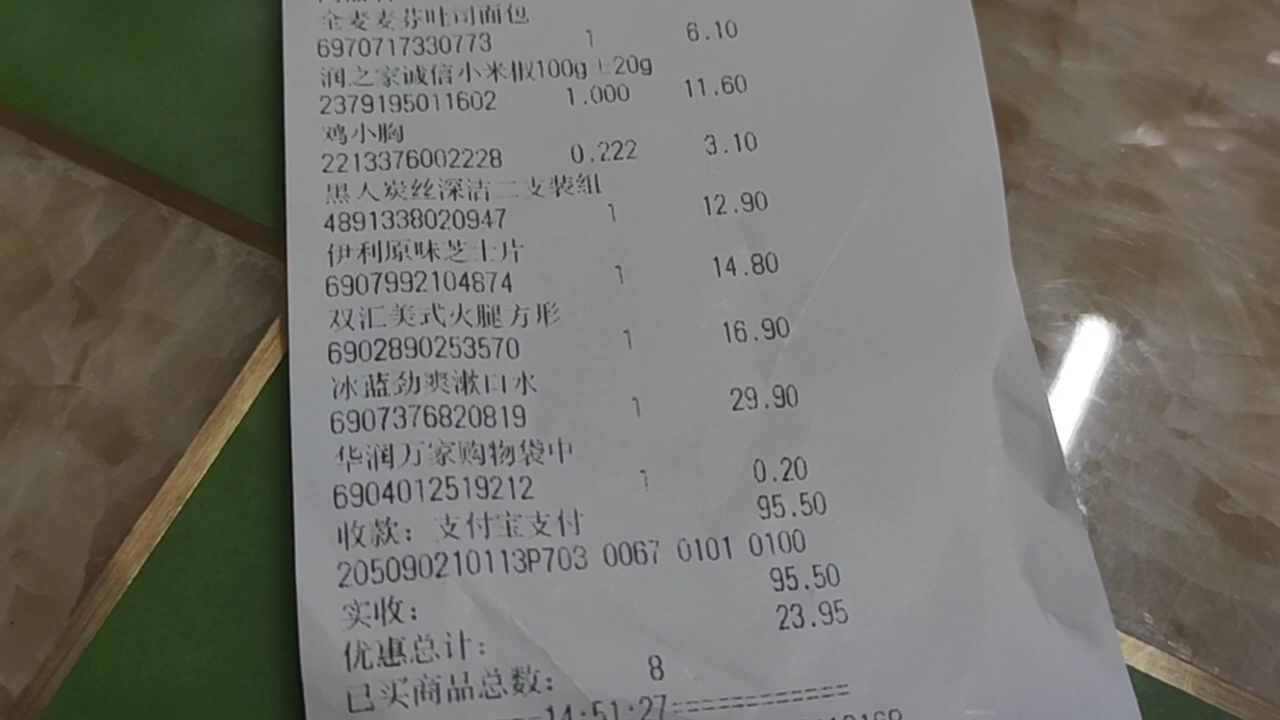 全麦麦芬吐司面包
6970717330773 1 6.10
润之家诚信小米椒100g±20g
2379195011602 1.000 11.60
鸡小胸
2213376002228 0.222 3.10
黑人炭丝深洁二支装组
4891338020947 1 12.90
伊利原味芝士片
6907992104874 1 14.80
双汇美式火腿方形
6902890253570 1 16.90
冰蓝劲爽漱口水
6907376820819 1 29.90
华润万家购物袋中
6904012519212 1 0.20
收款: 支付宝支付 95.50
205090210113P703 0067 0101 0100
实收: 95.50
优惠总计: 23.95
已买商品总数: 8
14:51:27